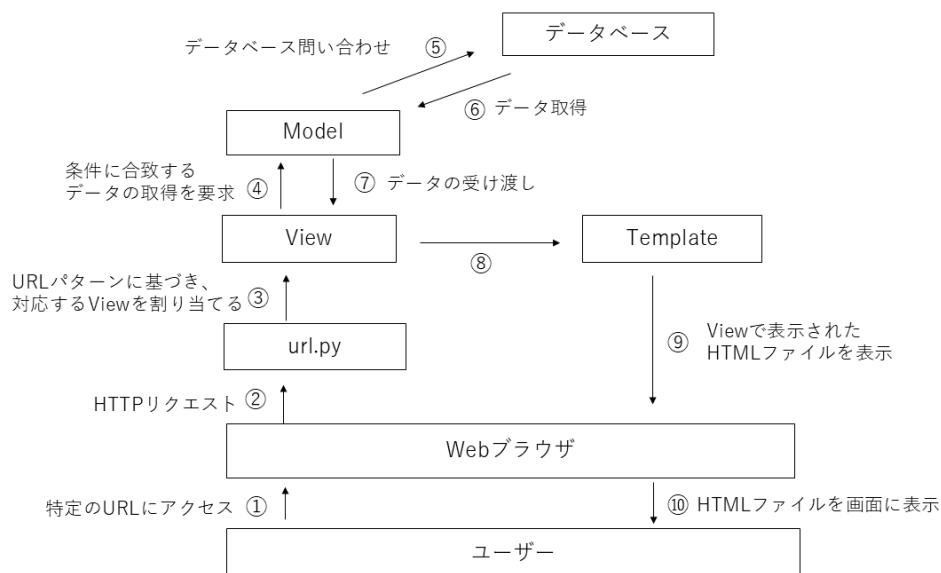 データベース
データベース問い合わせ ⑤
⑥ データ取得
Model
条件に合致する
データの取得を要求 ④
⑦ データの受け渡し
View
Template
⑧
URLパターンに基づき、
対応するViewを割り当てる ③
url.py
⑨ Viewで表示された
HTMLファイルを表示
HTTPリクエスト ②
Webブラウザ
特定のURLにアクセス ①
⑩ HTMLファイルを画面に表示
ユーザー